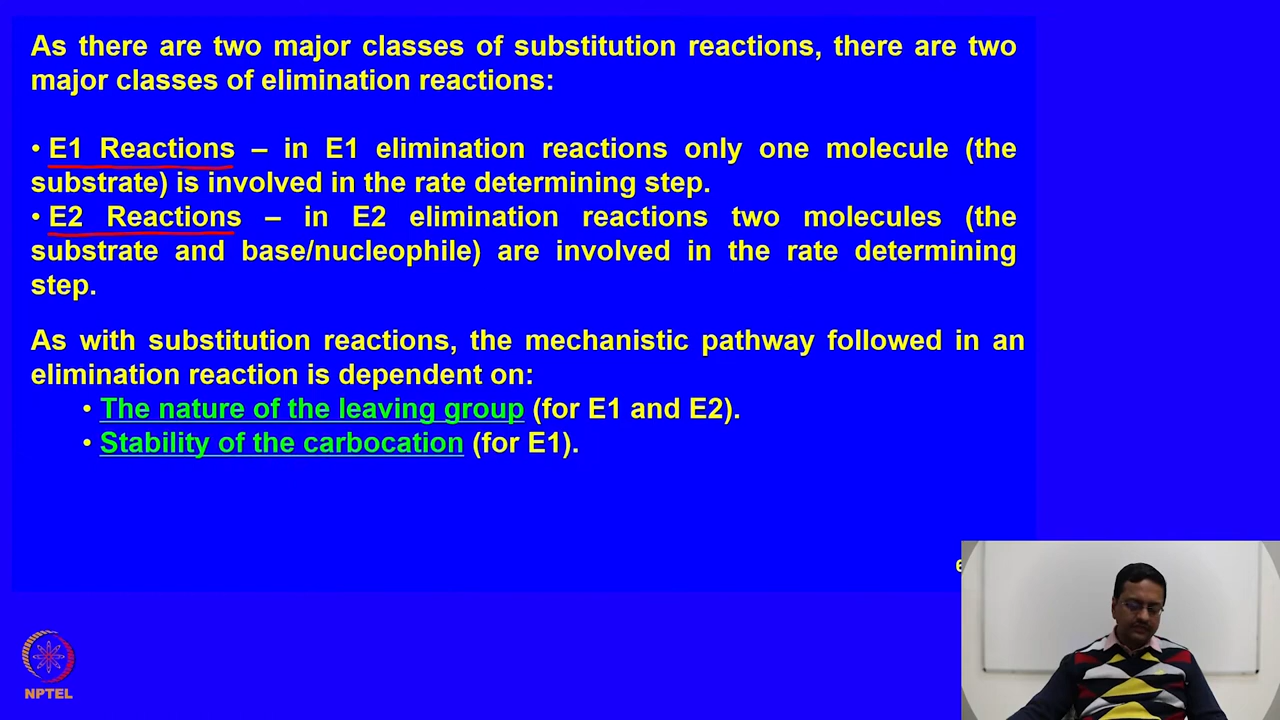 As there are two major classes of substitution reactions, there are two
major classes of elimination reactions:
• E1 Reactions – in E1 elimination reactions only one molecule (the
substrate) is involved in the rate determining step.
• E2 Reactions – in E2 elimination reactions two molecules (the
substrate and base/nucleophile) are involved in the rate determining
step.
As with substitution reactions, the mechanistic pathway followed in an
elimination reaction is dependent on:
• The nature of the leaving group (for E1 and E2).
• Stability of the carbocation (for E1).
NPTEL